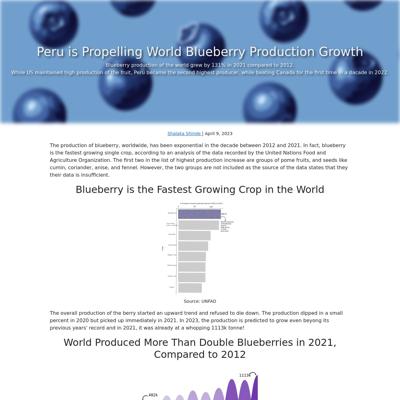 Peru is Propelling World Blueberry Production Growth
Blueberry production of the world grew by 131% in 2021 compared to 2012.
While US maintained high production of the fruit, Peru became the second highest producer, while beating Canada for the first time in a dacade in 2022.
Shalaka Shinde | April 9, 2023
The production of blueberry, worldwide, has been exponential in the decade between 2012 and 2021. In fact, blueberry
is the fastest growing single crop, according to an analysis of the data recorded by the United Nations Food and
Agriculture Organization. The first two in the list of highest production increase are groups of pome fruits, and seeds like
cumin, coriander, anise, and fennel. However, the two groups are not included as the source of the data states that they
their data is insufficient.
Blueberry is the Fastest Growing Crop in the World
Source: UNFAO
The overall production of the berry started an upward trend and refused to die down. The production dipped in a small
percent in 2020 but picked up immediately in 2021. In 2023, the production is predicted to grow even beyong its
previous years' record and in 2021, it was already at a whopping 1113k tonne!
World Produced More Than Double Blueberries in 2021,
Compared to 2012
1113k
482k